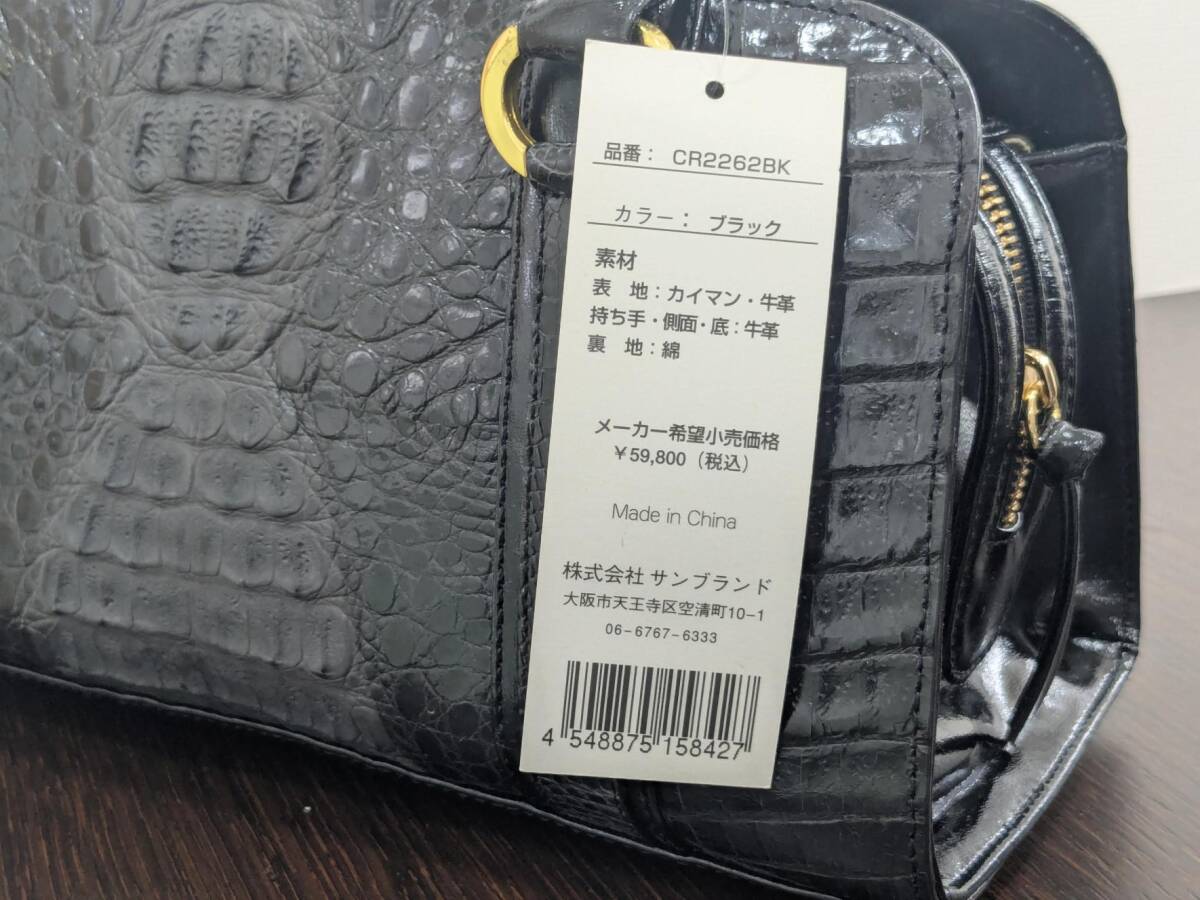 品番： CR2262BK
カラー： ブラック
素材
表 地：カイマン・牛革
持ち手・側面・底：牛革
裏 地：綿
メーカー希望小売価格
￥59,800（税込）
Made in China
株式会社 サンブランド
大阪市天王寺区空清町10-1
06-6767-6333
4 548875 158427